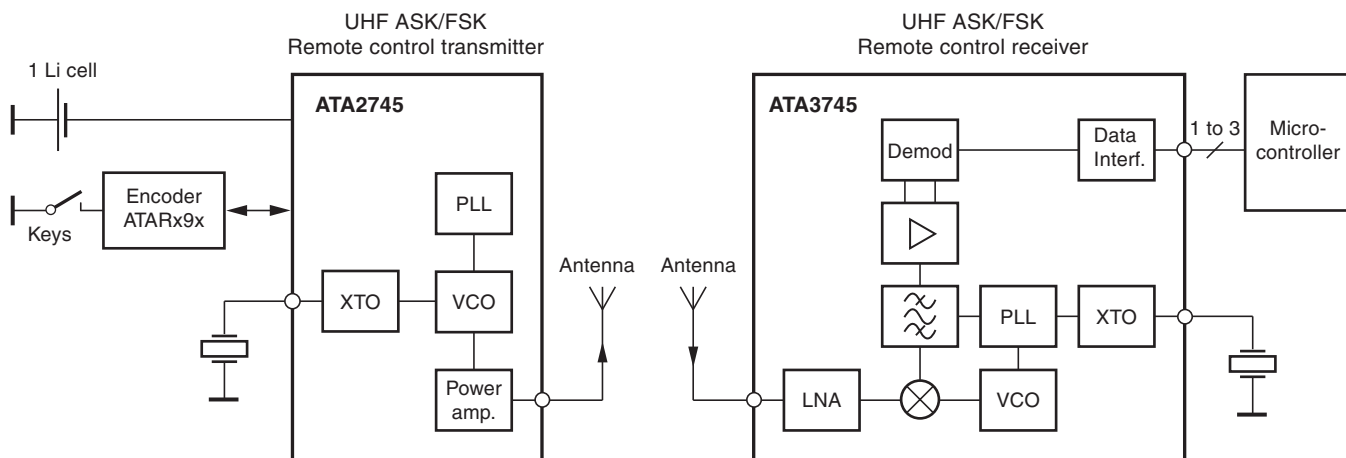 UHF ASK/FSK
Remote control transmitter
UHF ASK/FSK
Remote control receiver
1 Li cell
ATA2745
ATA3745
Demod
Data
Interf.
1 to 3
Micro-
controller
Keys
Encoder
ATARx9x
PLL
Antenna
Antenna
XTO
VCO
PLL
XTO
Power
amp.
LNA
VCO